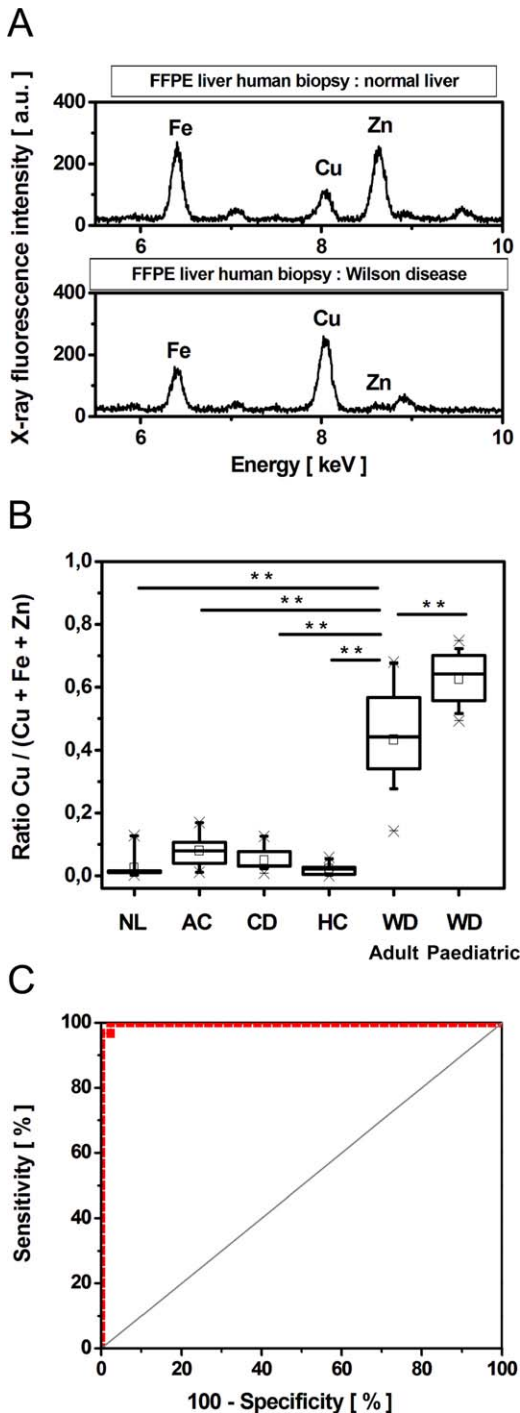 A
FFPE liver human biopsy : normal liver
X-ray fluorescence intensity [ a.u. ]
400
200
0
Fe
Cu
Zn
6
8
10
FFPE liver human biopsy : Wilson disease
400
200
0
Fe
Cu
Zn
6
8
10
Energy [ keV ]
B
Ratio Cu / (Cu + Fe + Zn)
1,0
0,8
0,6
0,4
0,2
0,0
* *
* *
* *
* *
* *
NL AC CD HC WD WD
Adult Paediatric
C
Sensitivity [ % ]
100
80
60
40
20
0
0 20 40 60 80 100
100 - Specificity [ % ]